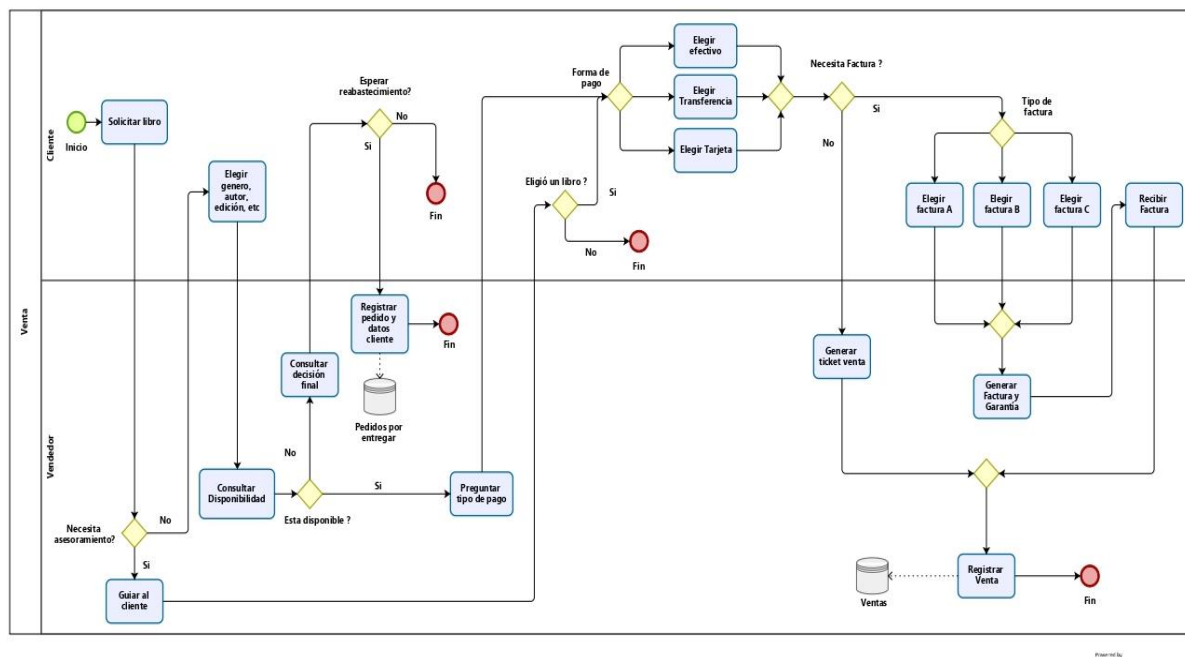 Venta
Cliente
Inicio
Solicitar libro
Elegir
genero,
autor,
edición, etc
Esperar
reabastecimiento?
No
Si
Fin
Eligió un libro ?
Si
No
Fin
Forma de
pago
Elegir
efectivo
Elegir
Transferencia
Elegir Tarjeta
Necesita Factura ?
Si
No
Tipo de
factura
Elegir
factura A
Elegir
factura B
Elegir
factura C
Recibir
Factura
Vendedor
Necesita
asesoramiento?
No
Si
Guiar al
cliente
Consultar
Disponibilidad
Esta disponible ?
No
Si
Consultar
decisión
final
Registrar
pedido y
datos
cliente
Fin
Pedidos por
entregar
Preguntar
tipo de pago
Generar
ticket venta
Generar
Factura y
Garantía
Registrar
Venta
Ventas
Fin
Powered by